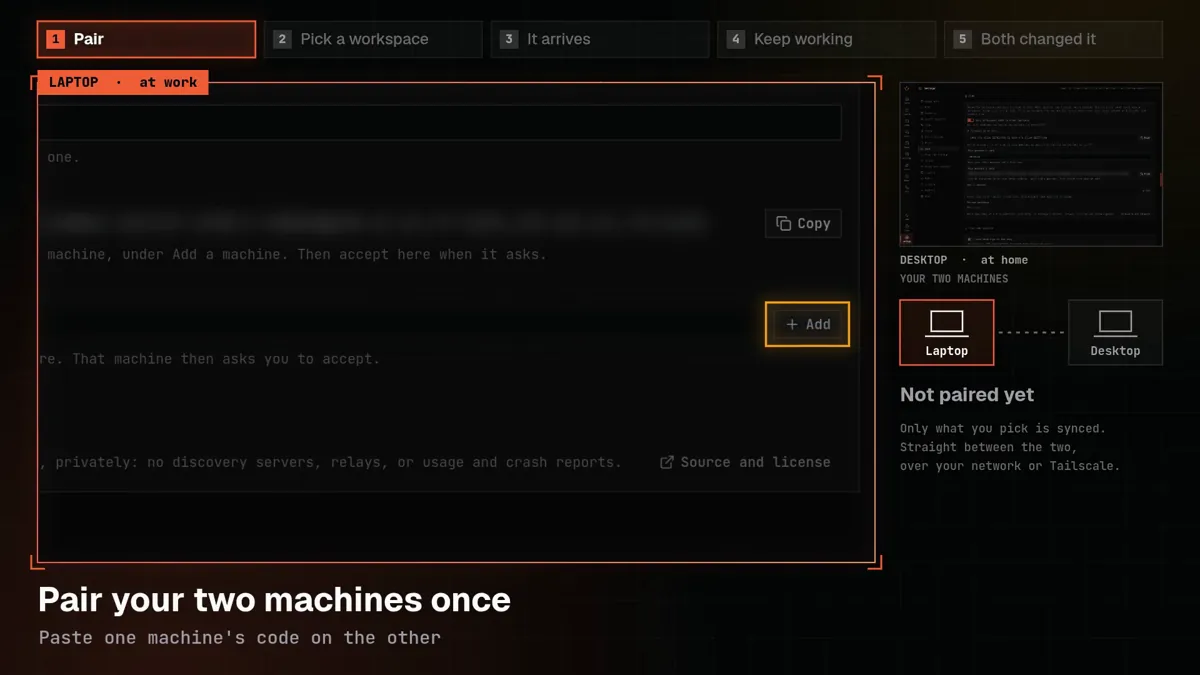 1 Pair
2 Pick a workspace
3 It arrives
4 Keep working
5 Both changed it
LAPTOP · at work
one.
Copy
machine, under Add a machine. Then accept here when it asks.
+ Add
re. That machine then asks you to accept.
, privately: no discovery servers, relays, or usage and crash reports.
Source and license
DESKTOP · at home
YOUR TWO MACHINES
Laptop
Desktop
Not paired yet
Only what you pick is synced.
Straight between the two,
over your network or Tailscale.
Pair your two machines once
Paste one machine's code on the other